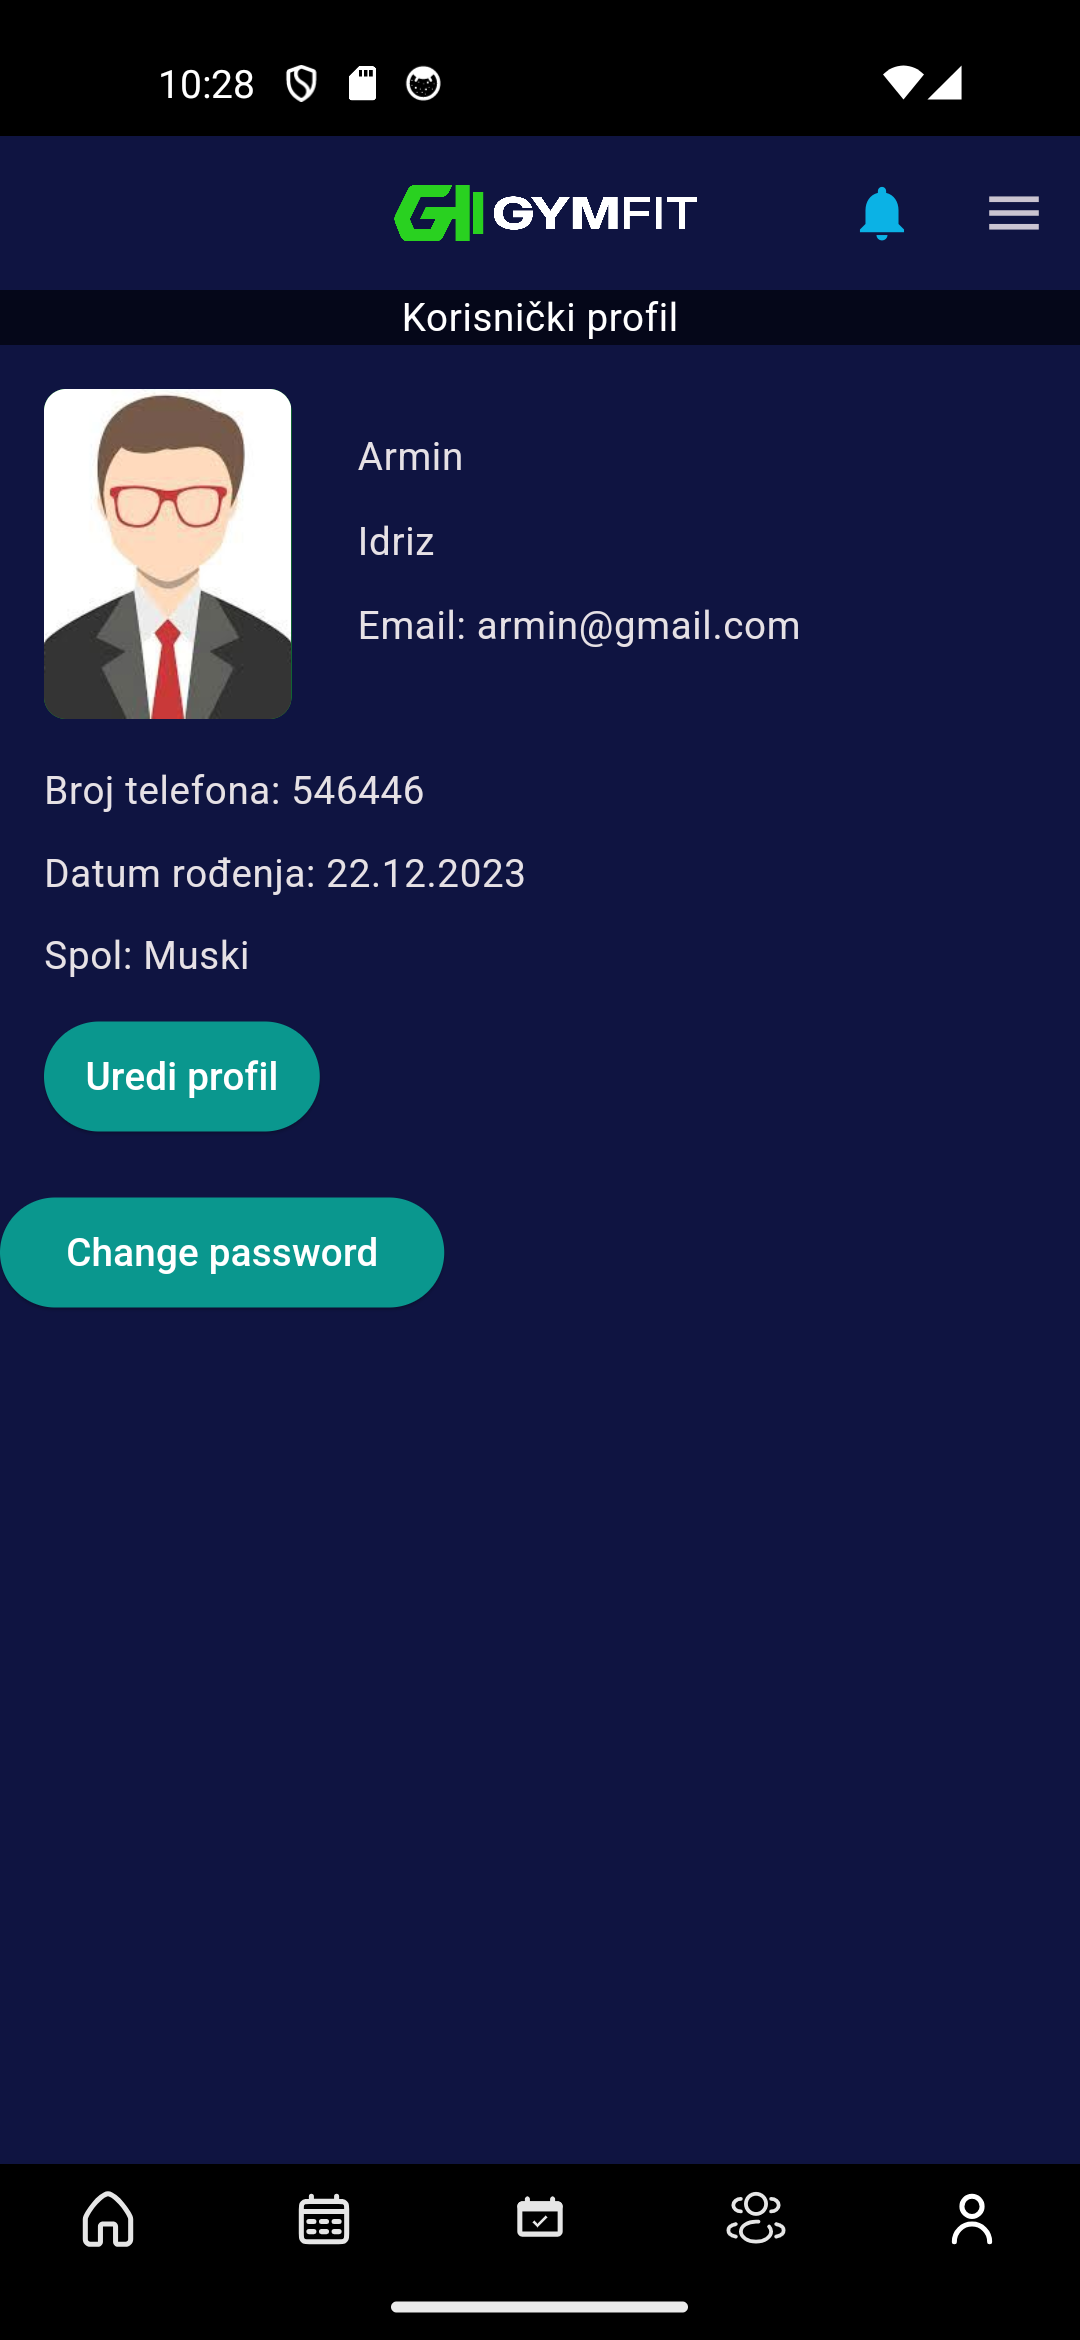 10:28
GYMFIT
Korisnički profil
Armin
Idriz
Email: armin@gmail.com
Broj telefona: 546446
Datum rođenja: 22.12.2023
Spol: Muski
Uredi profil
Change password